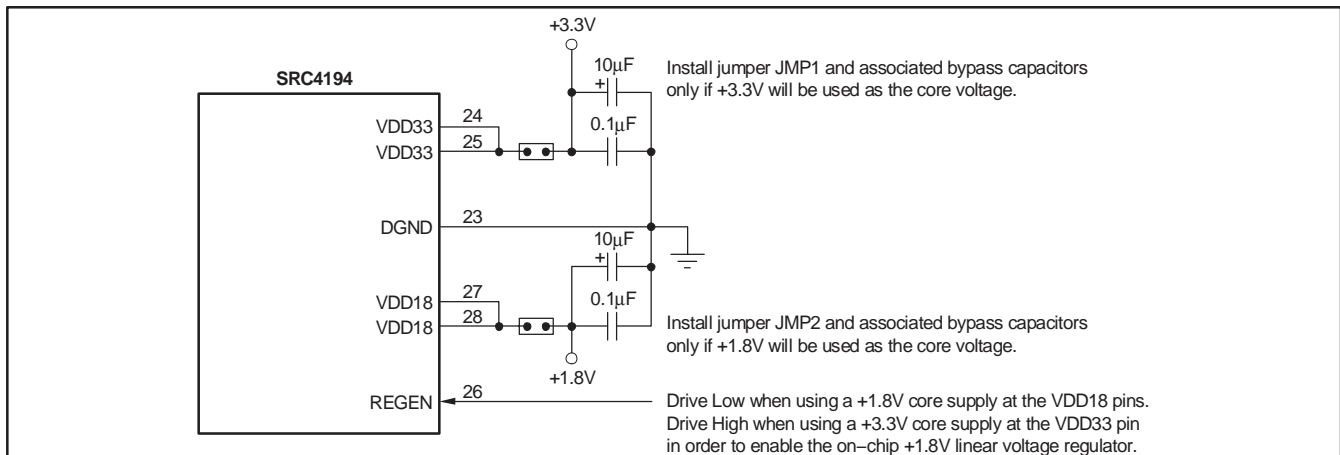 +3.3V
10μF
+
Install jumper JMP1 and associated bypass capacitors
only if +3.3V will be used as the core voltage.
SRC4194
VDD33
24
0.1μF
VDD33
25
DGND
23
10μF
+
VDD18
27
0.1μF
VDD18
28
Install jumper JMP2 and associated bypass capacitors
only if +1.8V will be used as the core voltage.
+1.8V
REGEN
26
Drive Low when using a +1.8V core supply at the VDD18 pins.
Drive High when using a +3.3V core supply at the VDD33 pin
in order to enable the on−chip +1.8V linear voltage regulator.